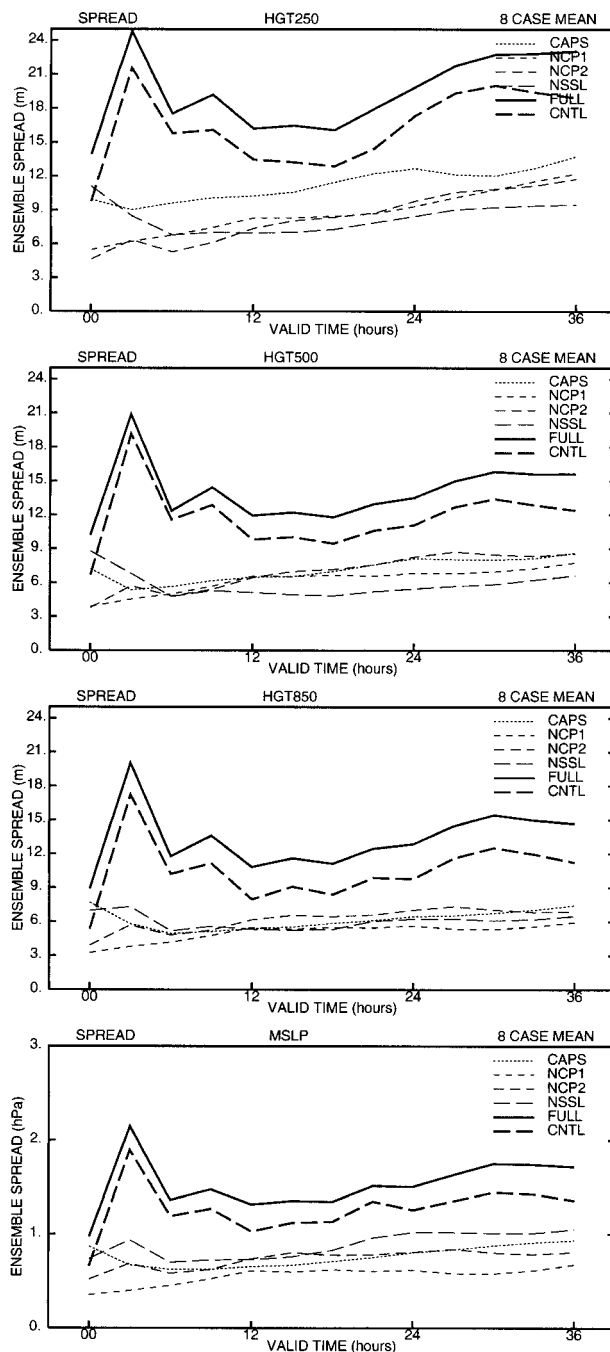 SPREAD HGT250 8 CASE MEAN
24.
21.
18.
15.
12.
9.
6.
3.
0.
ENSEMBLE SPREAD (m)
CAPS
NCP1
NCP2
NSSL
FULL
CNTL
00 12 24 36
VALID TIME (hours)
SPREAD HGT500 8 CASE MEAN
24.
21.
18.
15.
12.
9.
6.
3.
0.
ENSEMBLE SPREAD (m)
CAPS
NCP1
NCP2
NSSL
FULL
CNTL
00 12 24 36
VALID TIME (hours)
SPREAD HGT850 8 CASE MEAN
24.
21.
18.
15.
12.
9.
6.
3.
0.
ENSEMBLE SPREAD (m)
CAPS
NCP1
NCP2
NSSL
FULL
CNTL
00 12 24 36
VALID TIME (hours)
SPREAD MSLP 8 CASE MEAN
3.
2.
1.
0.
ENSEMBLE SPREAD (hPa)
CAPS
NCP1
NCP2
NSSL
FULL
CNTL
00 12 24 36
VALID TIME (hours)